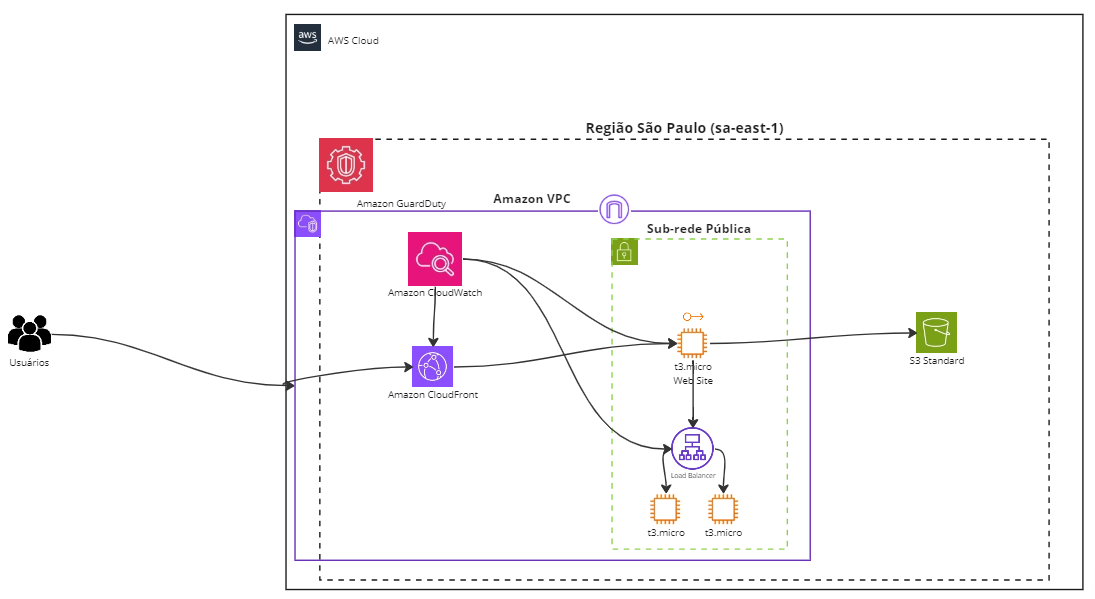 aws
AWS Cloud
Região São Paulo (sa-east-1)
Amazon GuardDuty
Amazon VPC
Sub-rede Pública
Amazon CloudWatch
Usuários
t3.micro
Web Site
S3 Standard
Amazon CloudFront
Load Balancer
t3.micro
t3.micro